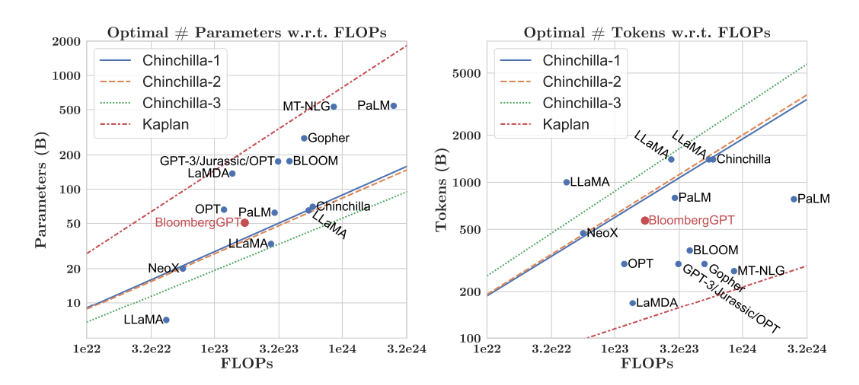 Optimal # Parameters w.r.t. FLOPs
Parameters (B)
2000
1000
500
200
100
50
20
10
Chinchilla-1
Chinchilla-2
Chinchilla-3
Kaplan
MT-NLG
PaLM
Gopher
GPT-3/Jurassic/OPT
BLOOM
LaMDA
OPT
PaLM
Chinchilla
BloombergGPT
LLaMA
LLaMA
NeoX
LLaMA
1e22
3.2e22
1e23
3.2e23
1e24
3.2e24
FLOPs
Optimal # Tokens w.r.t. FLOPs
Tokens (B)
5000
2000
1000
500
200
100
Chinchilla-1
Chinchilla-2
Chinchilla-3
Kaplan
LLaMA
LLaMA
Chinchilla
LLaMA
PaLM
PaLM
BloombergGPT
NeoX
BLOOM
OPT
Gopher
MT-NLG
GPT-3/Jurassic/OPT
LaMDA
1e22
3.2e22
1e23
3.2e23
1e24
3.2e24
FLOPs